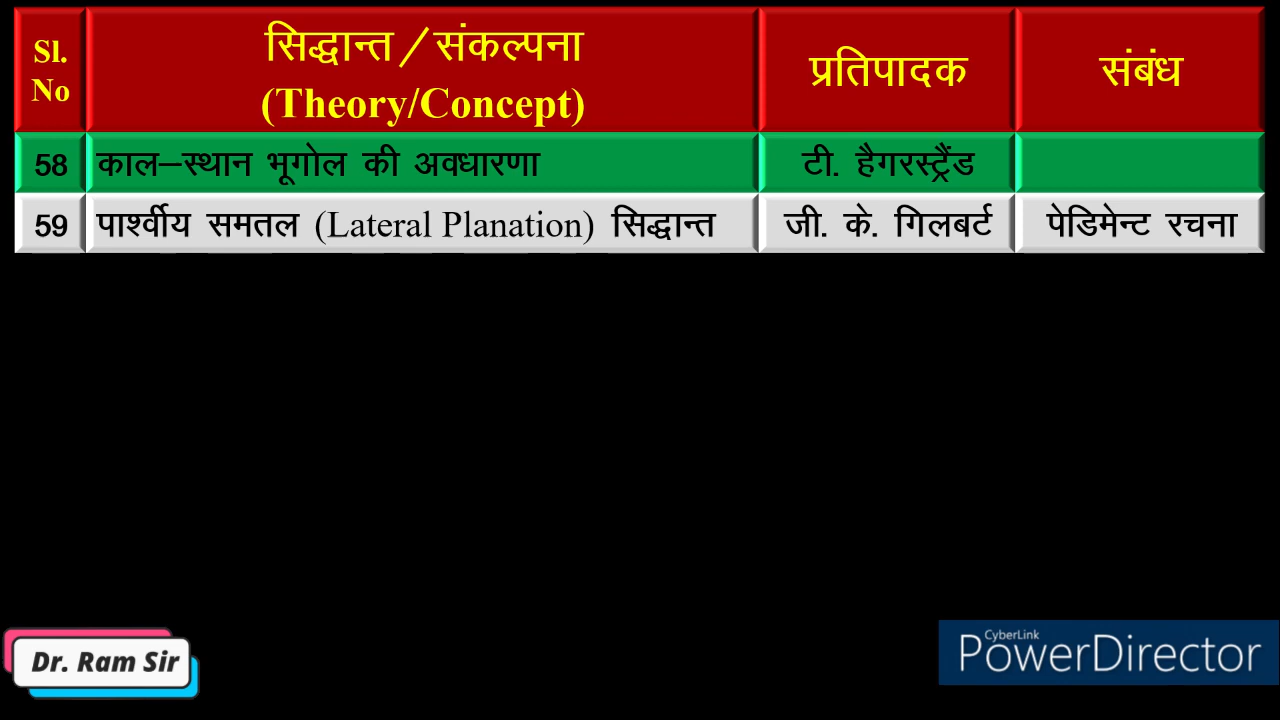 Sl. No
सिद्धान्त/संकल्पना
(Theory/Concept)
प्रतिपादक
संबंध
58 काल–स्थान भूगोल की अवधारणा टी. हैगरस्ट्रैंड
59 पार्श्वीय समतल (Lateral Planation) सिद्धान्त जी. के. गिलबर्ट पेडिमेन्ट रचना
Dr. Ram Sir
CyberLink
PowerDirector